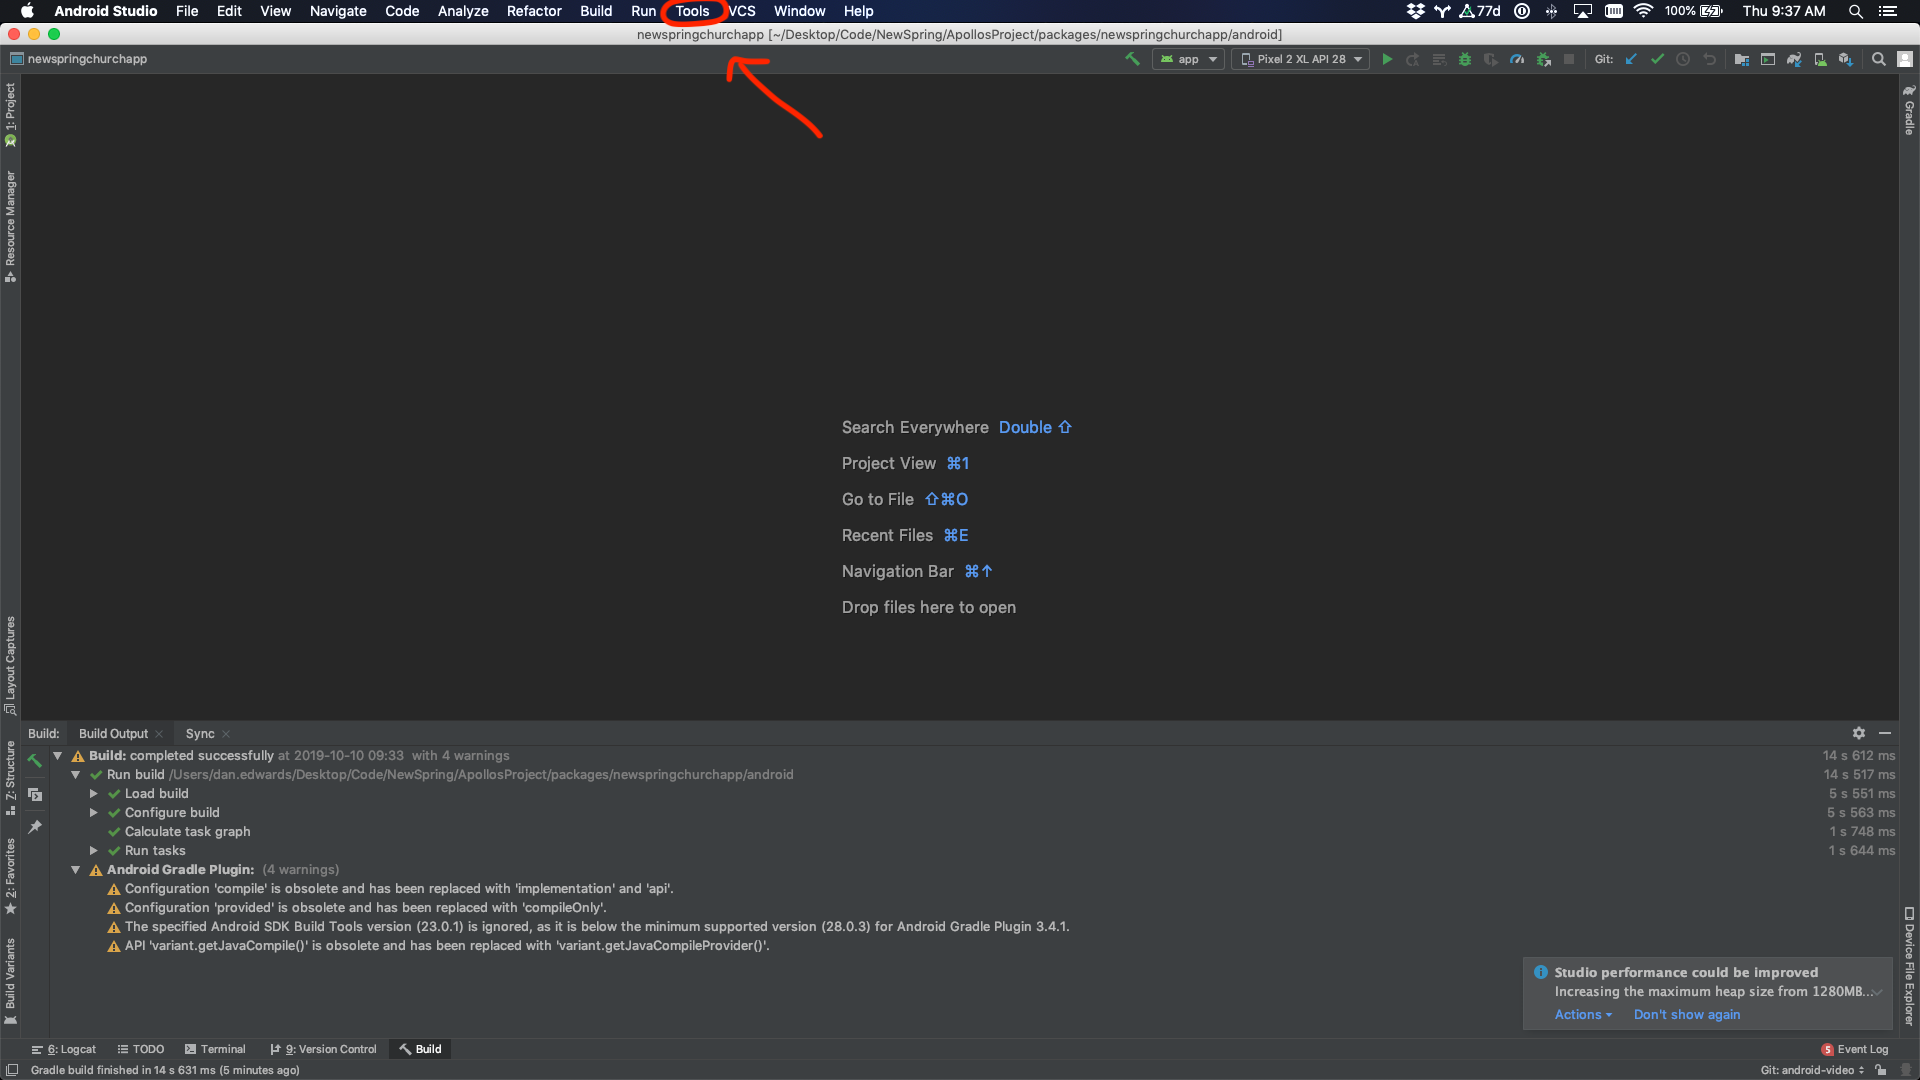 Android Studio File Edit View Navigate Code Analyze Refactor Build Run Tools VCS Window Help 77d 100% Thu 9:37 AM
newspringchurchapp [~/Desktop/Code/NewSpring/ApollosProject/packages/newspringchurchapp/android]
newspringchurchapp app Pixel 2 XL API 28 Git:
1: Project
Resource Manager
Layout Captures
Z: Structure
2: Favorites
Build Variants
Gradle
Device File Explorer
Search Everywhere Double ⇧
Project View ⌘1
Go to File ⇧⌘O
Recent Files ⌘E
Navigation Bar ⌘↑
Drop files here to open
Build: Build Output Sync
Build: completed successfully at 2019-10-10 09:33 with 4 warnings 14 s 612 ms
Run build /Users/dan.edwards/Desktop/Code/NewSpring/ApollosProject/packages/newspringchurchapp/android 14 s 517 ms
Load build 5 s 551 ms
Configure build 5 s 563 ms
Calculate task graph 1 s 748 ms
Run tasks 1 s 644 ms
Android Gradle Plugin: (4 warnings)
Configuration 'compile' is obsolete and has been replaced with 'implementation' and 'api'.
Configuration 'provided' is obsolete and has been replaced with 'compileOnly'.
The specified Android SDK Build Tools version (23.0.1) is ignored, as it is below the minimum supported version (28.0.3) for Android Gradle Plugin 3.4.1.
API 'variant.getJavaCompile()' is obsolete and has been replaced with 'variant.getJavaCompileProvider()'.
Studio performance could be improved
Increasing the maximum heap size from 1280MB...
Actions Don't show again
6: Logcat TODO Terminal 9: Version Control Build 5 Event Log
Gradle build finished in 14 s 631 ms (5 minutes ago) Git: android-video